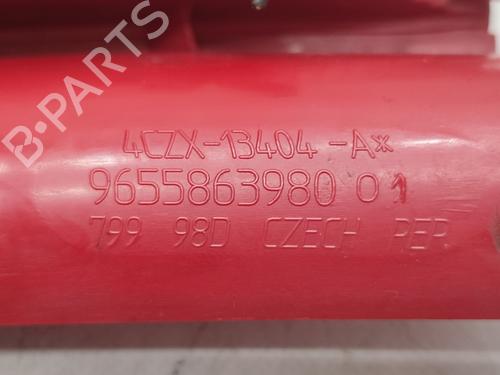 4CZX-13404-A*
9655863980 01
799 98D CZECH REP.
B-PARTS